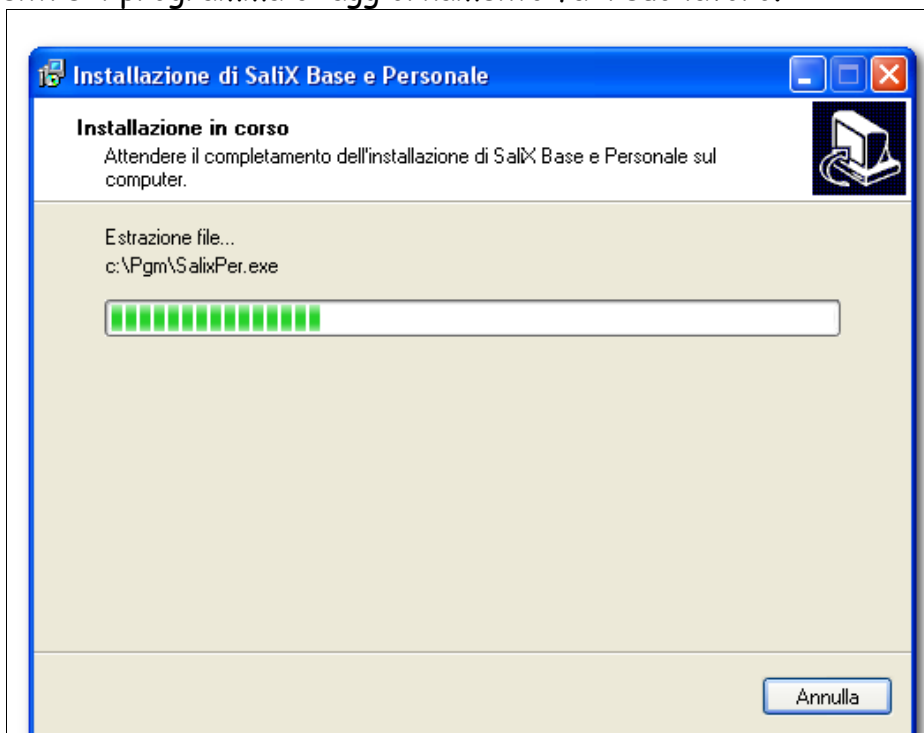 programma
Installazione di SaliX Base e Personale
Installazione in corso
Attendere il completamento dell'installazione di SaliX Base e Personale sul
computer.
Estrazione file...
c:\Pgm\SalixPer.exe
Annulla